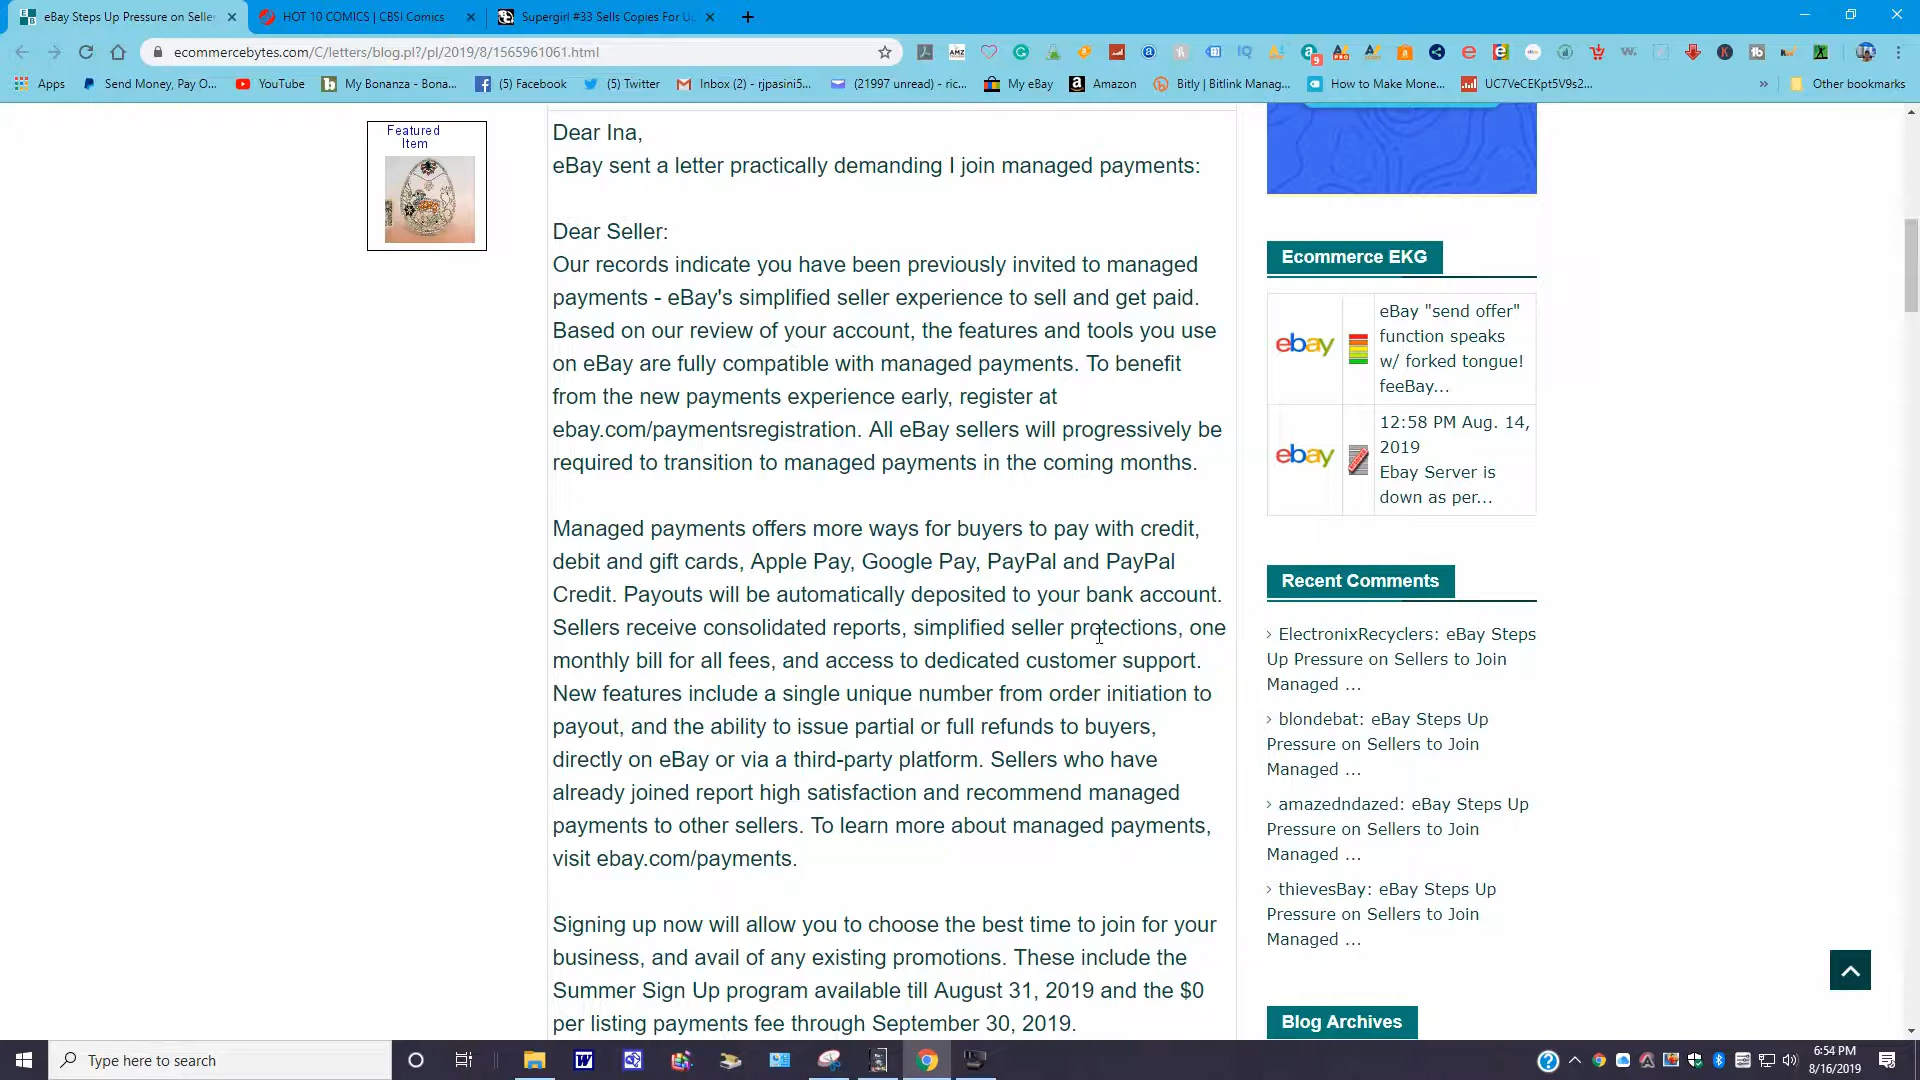 eBay Steps Up Pressure on Selle
HOT 10 COMICS | CBSI Comics
Supergirl #33 Sells Copies For U
ecommercebytes.com/C/letters/blog.pl?/pl/2019/8/1565961061.html
Apps
Send Money, Pay O...
YouTube
My Bonanza - Bona...
(5) Facebook
(5) Twitter
Inbox (2) - rjpasini5...
(21997 unread) - ric...
My eBay
Amazon
Bitly | Bitlink Manag...
How to Make Mone...
UC7VeCEKpt5V9s2...
Other bookmarks
Featured
Item
Dear Ina,
eBay sent a letter practically demanding I join managed payments:
Dear Seller:
Our records indicate you have been previously invited to managed
payments - eBay's simplified seller experience to sell and get paid.
Based on our review of your account, the features and tools you use
on eBay are fully compatible with managed payments. To benefit
from the new payments experience early, register at
ebay.com/paymentsregistration. All eBay sellers will progressively be
required to transition to managed payments in the coming months.
Managed payments offers more ways for buyers to pay with credit,
debit and gift cards, Apple Pay, Google Pay, PayPal and PayPal
Credit. Payouts will be automatically deposited to your bank account.
Sellers receive consolidated reports, simplified seller protections, one
monthly bill for all fees, and access to dedicated customer support.
New features include a single unique number from order initiation to
payout, and the ability to issue partial or full refunds to buyers,
directly on eBay or via a third-party platform. Sellers who have
already joined report high satisfaction and recommend managed
payments to other sellers. To learn more about managed payments,
visit ebay.com/payments.
Signing up now will allow you to choose the best time to join for your
business, and avail of any existing promotions. These include the
Summer Sign Up program available till August 31, 2019 and the $0
per listing payments fee through September 30, 2019.
Ecommerce EKG
ebay
eBay "send offer"
function speaks
w/ forked tongue!
feeBay...
ebay
12:58 PM Aug. 14,
2019
Ebay Server is
down as per...
Recent Comments
› ElectronixRecyclers: eBay Steps
Up Pressure on Sellers to Join
Managed ...
› blondebat: eBay Steps Up
Pressure on Sellers to Join
Managed ...
› amazedndazed: eBay Steps Up
Pressure on Sellers to Join
Managed ...
› thievesBay: eBay Steps Up
Pressure on Sellers to Join
Managed ...
Blog Archives
Type here to search
6:54 PM
8/16/2019